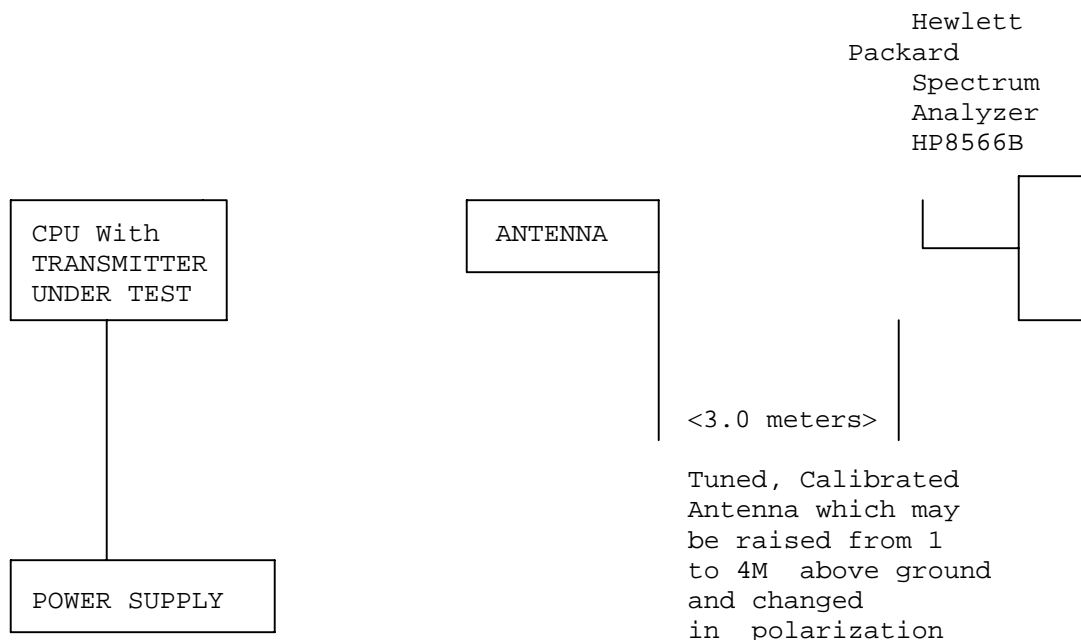 Hewlett
Packard
Spectrum
Analyzer
HP8566B
CPU With
TRANSMITTER
UNDER TEST
ANTENNA
<3.0 meters>
Tuned, Calibrated
Antenna which may
be raised from 1
to 4M above ground
and changed
in polarization
POWER SUPPLY